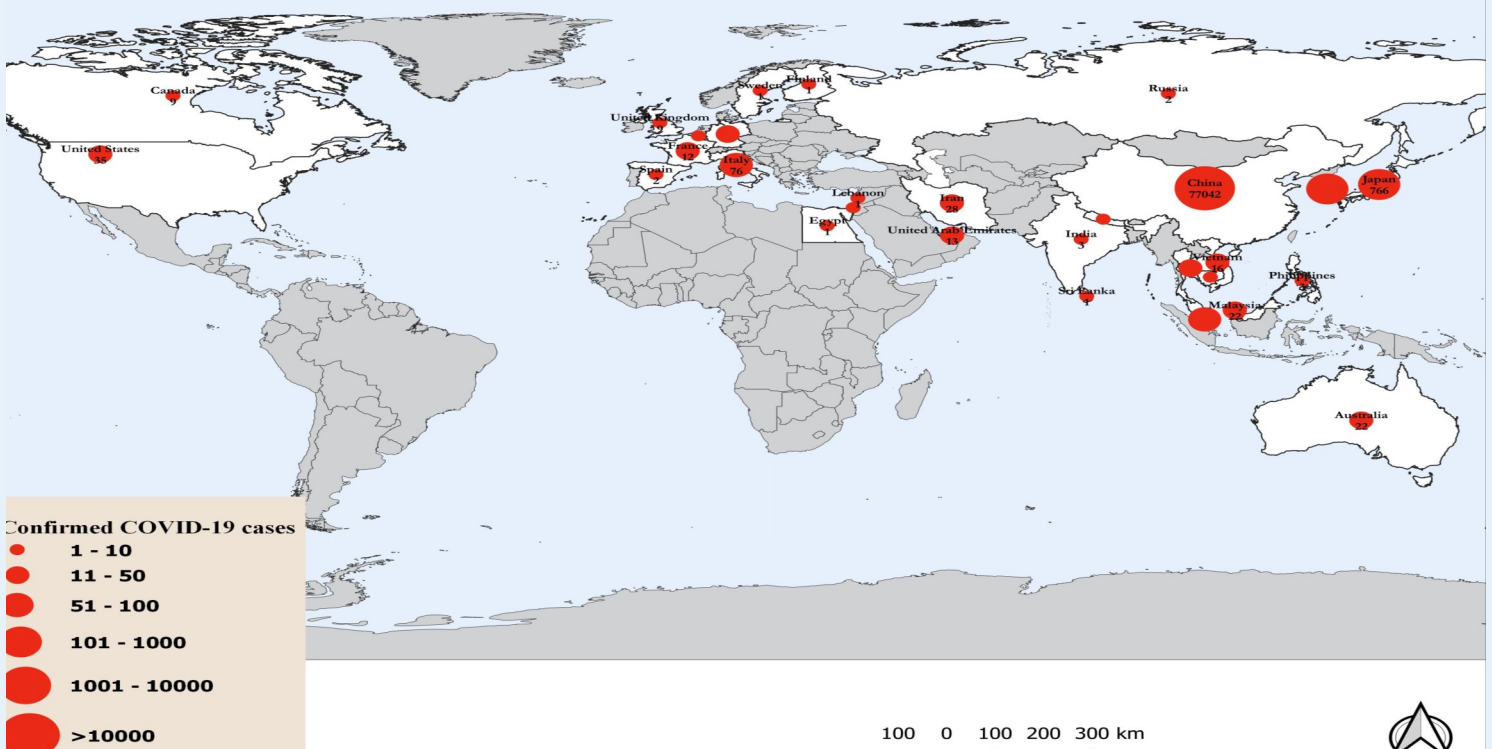 Canada
9
United States
35
Sweden
1
Finland
1
Russia
2
United Kingdom
France
12
Italy
76
Spain
2
Lebanon
1
Egypt
1
Iran
28
United Arab Emirates
13
China
77042
Japan
766
India
3
Sri Lanka
1
Vietnam
16
Philippines
Malaysia
22
Australia
22
Confirmed COVID-19 cases
1 - 10
11 - 50
51 - 100
101 - 1000
1001 - 10000
>10000
100 0 100 200 300 km